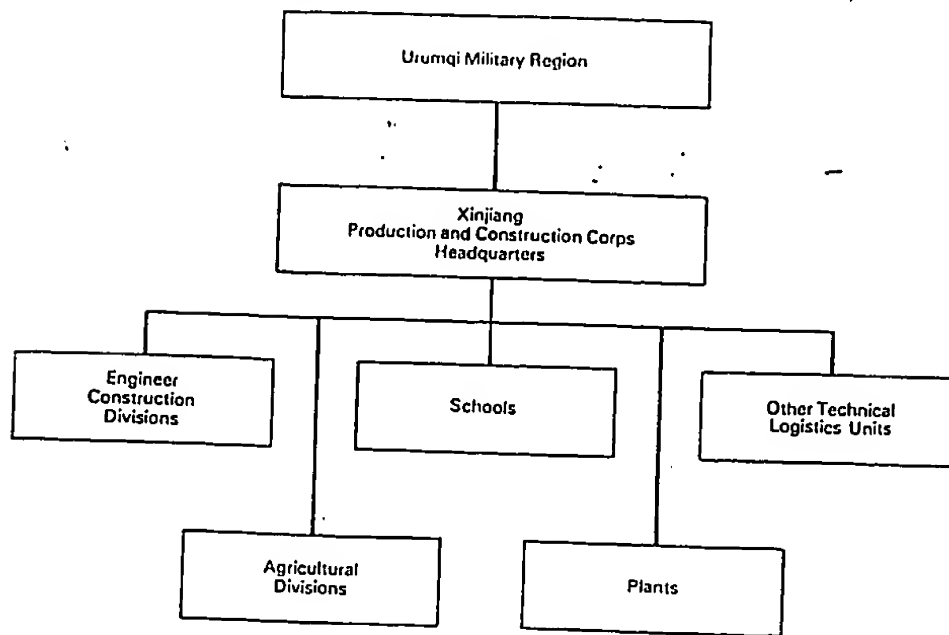 Urumqi Military Region
Xinjiang
Production and Construction Corps
Headquarters
Engineer
Construction
Divisions
Schools
Other Technical
Logistics Units
Agricultural
Divisions
Plants